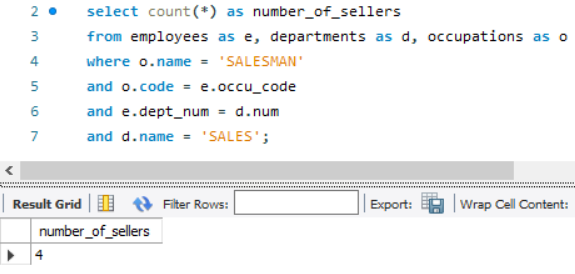 2 select count(*) as number_of_sellers
3 from employees as e, departments as d, occupations as o
4 where o.name = 'SALESMAN'
5 and o.code = e.occu_code
6 and e.dept_num = d.num
7 and d.name = 'SALES';
Result Grid Filter Rows: Export: Wrap Cell Content:
number_of_sellers
4